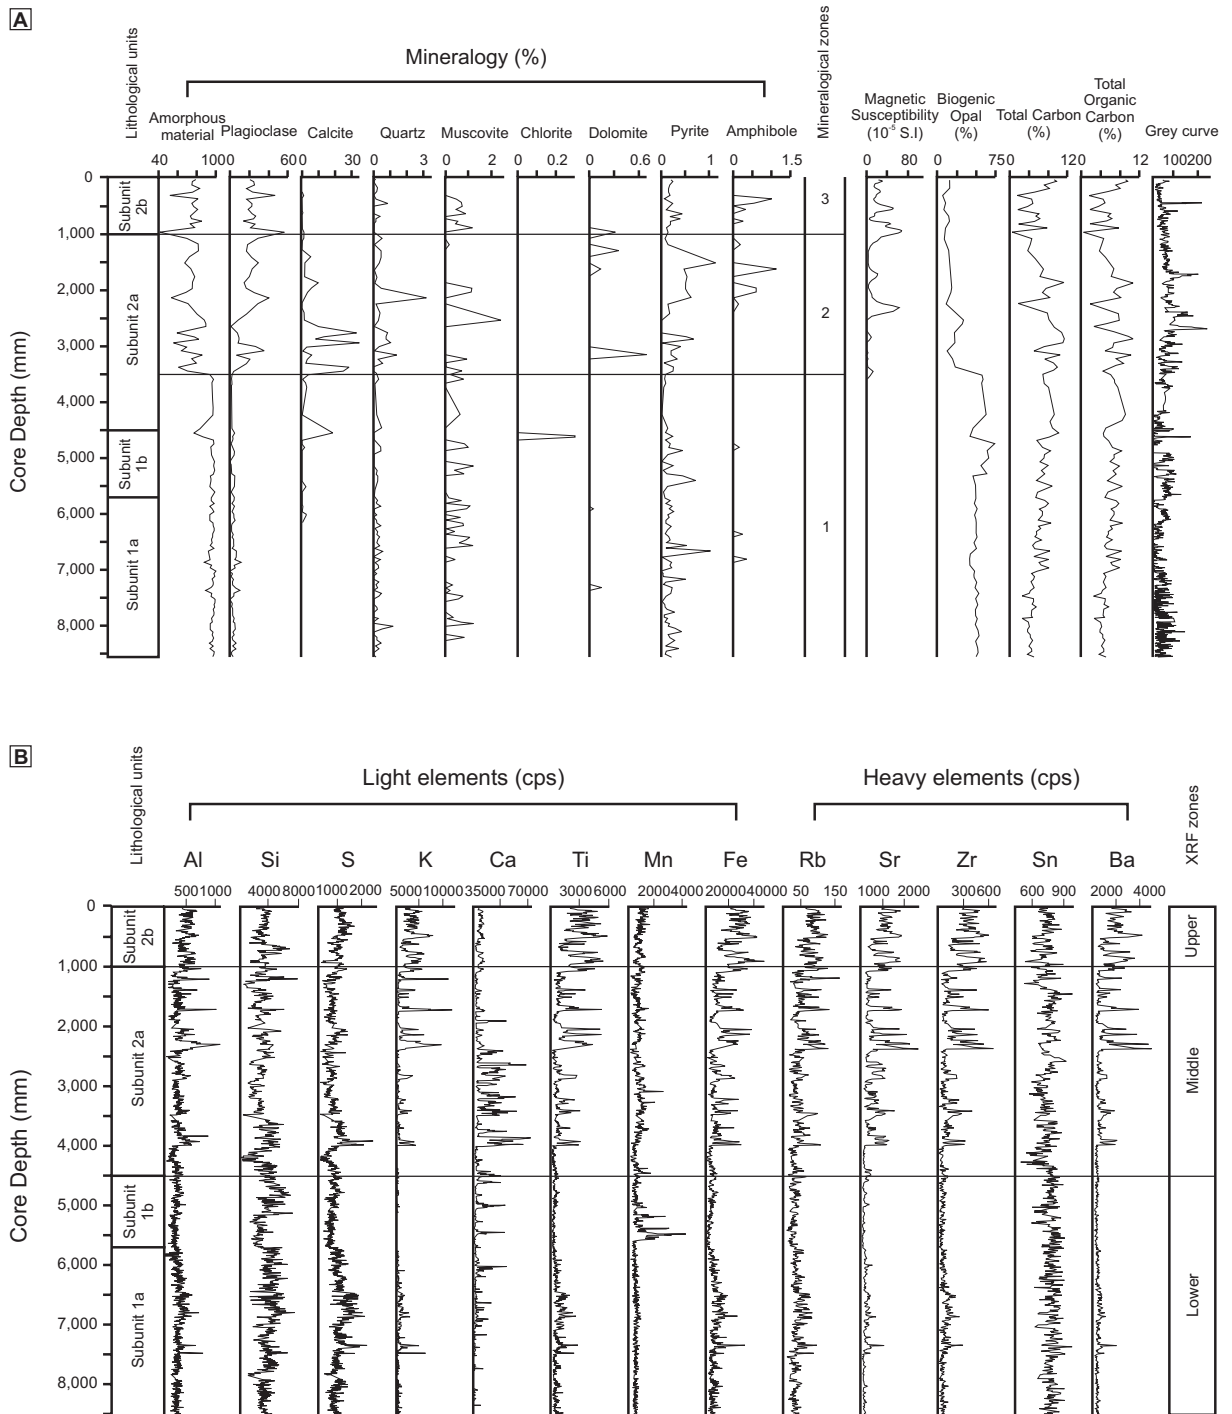 A
Lithological units
Mineralogy (%)
Mineralogical zones
Amorphous material
Plagioclase
Calcite
Quartz
Muscovite
Chlorite
Dolomite
Pyrite
Amphibole
Magnetic Susceptibility (10⁻⁵ S.I)
Biogenic Opal (%)
Total Carbon (%)
Total Organic Carbon (%)
Grey curve
40 100 0 60 0 30 0 3 0 2 0 0.2 0 0.6 0 1 0 1.5 0 80 0 75 0 12 0 12 100 200
Core Depth (mm)
0
1,000
2,000
3,000
4,000
5,000
6,000
7,000
8,000
Subunit 2b
Subunit 2a
Subunit 1b
Subunit 1a
3
2
1
B
Lithological units
Light elements (cps)
Heavy elements (cps)
XRF zones
Al Si S K Ca Ti Mn Fe Rb Sr Zr Sn Ba
500 1000 4000 8000 1000 2000 5000 10000 35000 70000 3000 6000 2000 4000 20000 40000 50 150 1000 2000 300 600 600 900 2000 4000
Core Depth (mm)
0
1,000
2,000
3,000
4,000
5,000
6,000
7,000
8,000
Subunit 2b
Subunit 2a
Subunit 1b
Subunit 1a
Upper
Middle
Lower